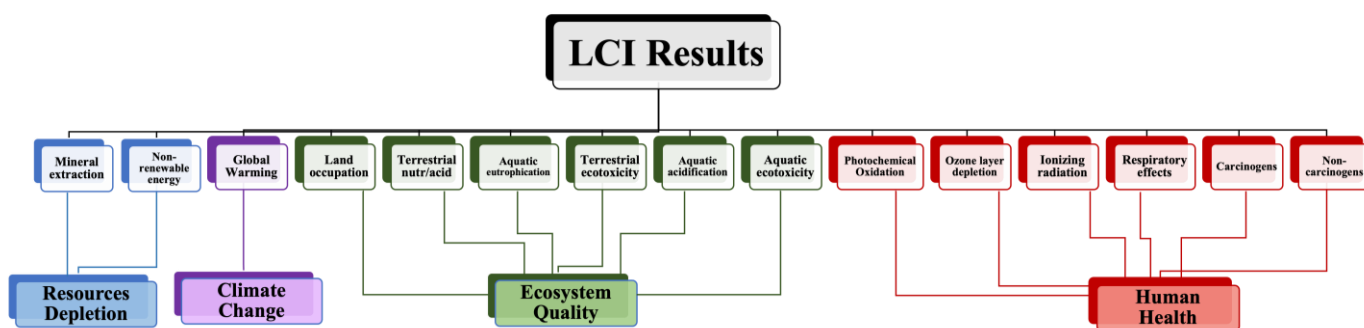 LCI Results
Mineral
extraction
Non-
renewable
energy
Global
Warming
Land
occupation
Terrestrial
nutr/acid
Aquatic
eutrophication
Terrestrial
ecotoxicity
Aquatic
acidification
Aquatic
ecotoxicity
Photochemical
Oxidation
Ozone layer
depletion
Ionizing
radiation
Respiratory
effects
Carcinogens
Non-
carcinogens
Resources
Depletion
Climate
Change
Ecosystem
Quality
Human
Health